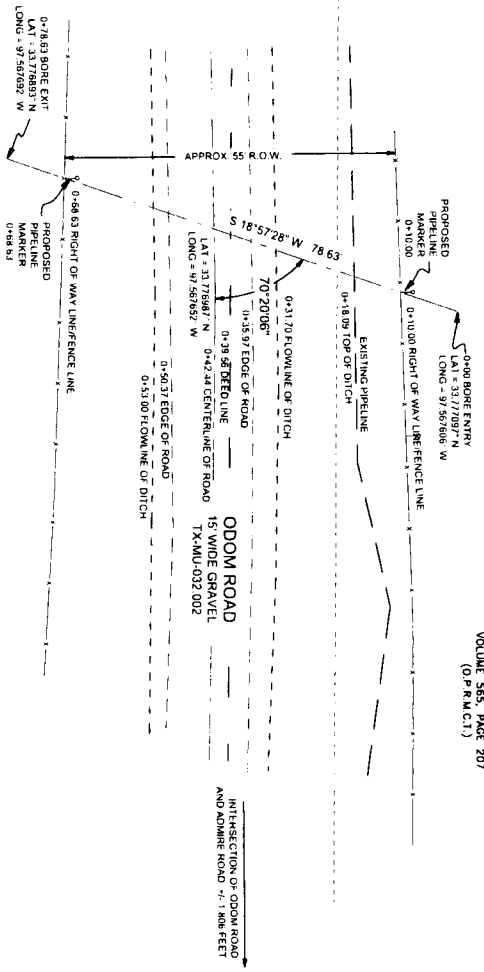 VOLUME 565, PAGE 207
(O.P.R.M.C.T.)
0+00 BORE ENTRY
LAT = 33.777097° N
LONG = 97.567606° W
PROPOSED
PIPELINE
MARKER
0+10.00
0+10.00 RIGHT OF WAY LINE/FENCE LINE
EXISTING PIPELINE
0+18.09 TOP OF DITCH
0+31.70 FLOWLINE OF DITCH
0+35.97 EDGE OF ROAD
0+39.56 DEED LINE
0+42.44 CENTERLINE OF ROAD
LAT = 33.776987° N
LONG = 97.567652° W
S 18°57'28" W 78.63
70°20'06"
APPROX. 55 R.O.W.
ODOM ROAD
15' WIDE GRAVEL
TX-MU-032.002
0+50.37 EDGE OF ROAD
0+53.00 FLOWLINE OF DITCH
0+68.63 RIGHT OF WAY LINE/FENCE LINE
PROPOSED
PIPELINE
MARKER
0+68.63
0+78.63 BORE EXIT
LAT = 33.776893° N
LONG = 97.567692° W
INTERSECTION OF ODOM ROAD
AND ADMIRE ROAD +/- 1,806 FEET